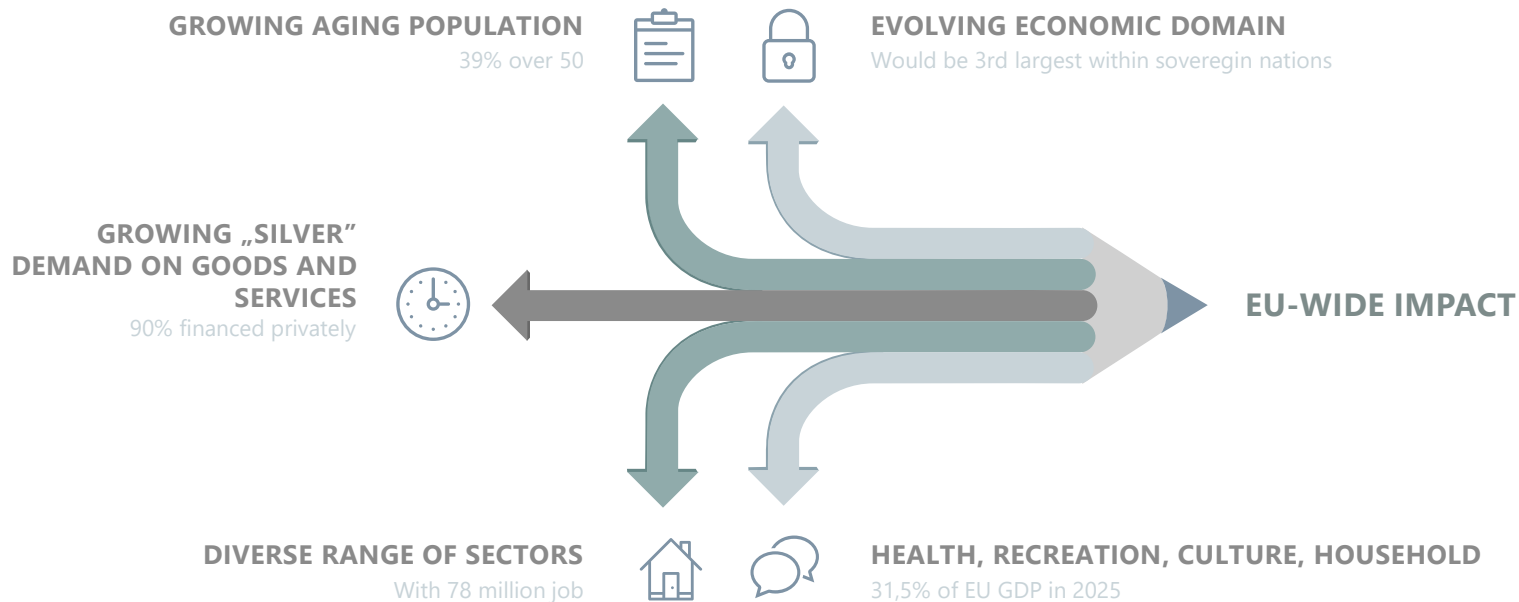 GROWING AGING POPULATION
39% over 50
EVOLVING ECONOMIC DOMAIN
Would be 3rd largest within soveregin nations
GROWING „SILVER”
DEMAND ON GOODS AND
SERVICES
90% financed privately
EU-WIDE IMPACT
DIVERSE RANGE OF SECTORS
With 78 million job
HEALTH, RECREATION, CULTURE, HOUSEHOLD
31,5% of EU GDP in 2025